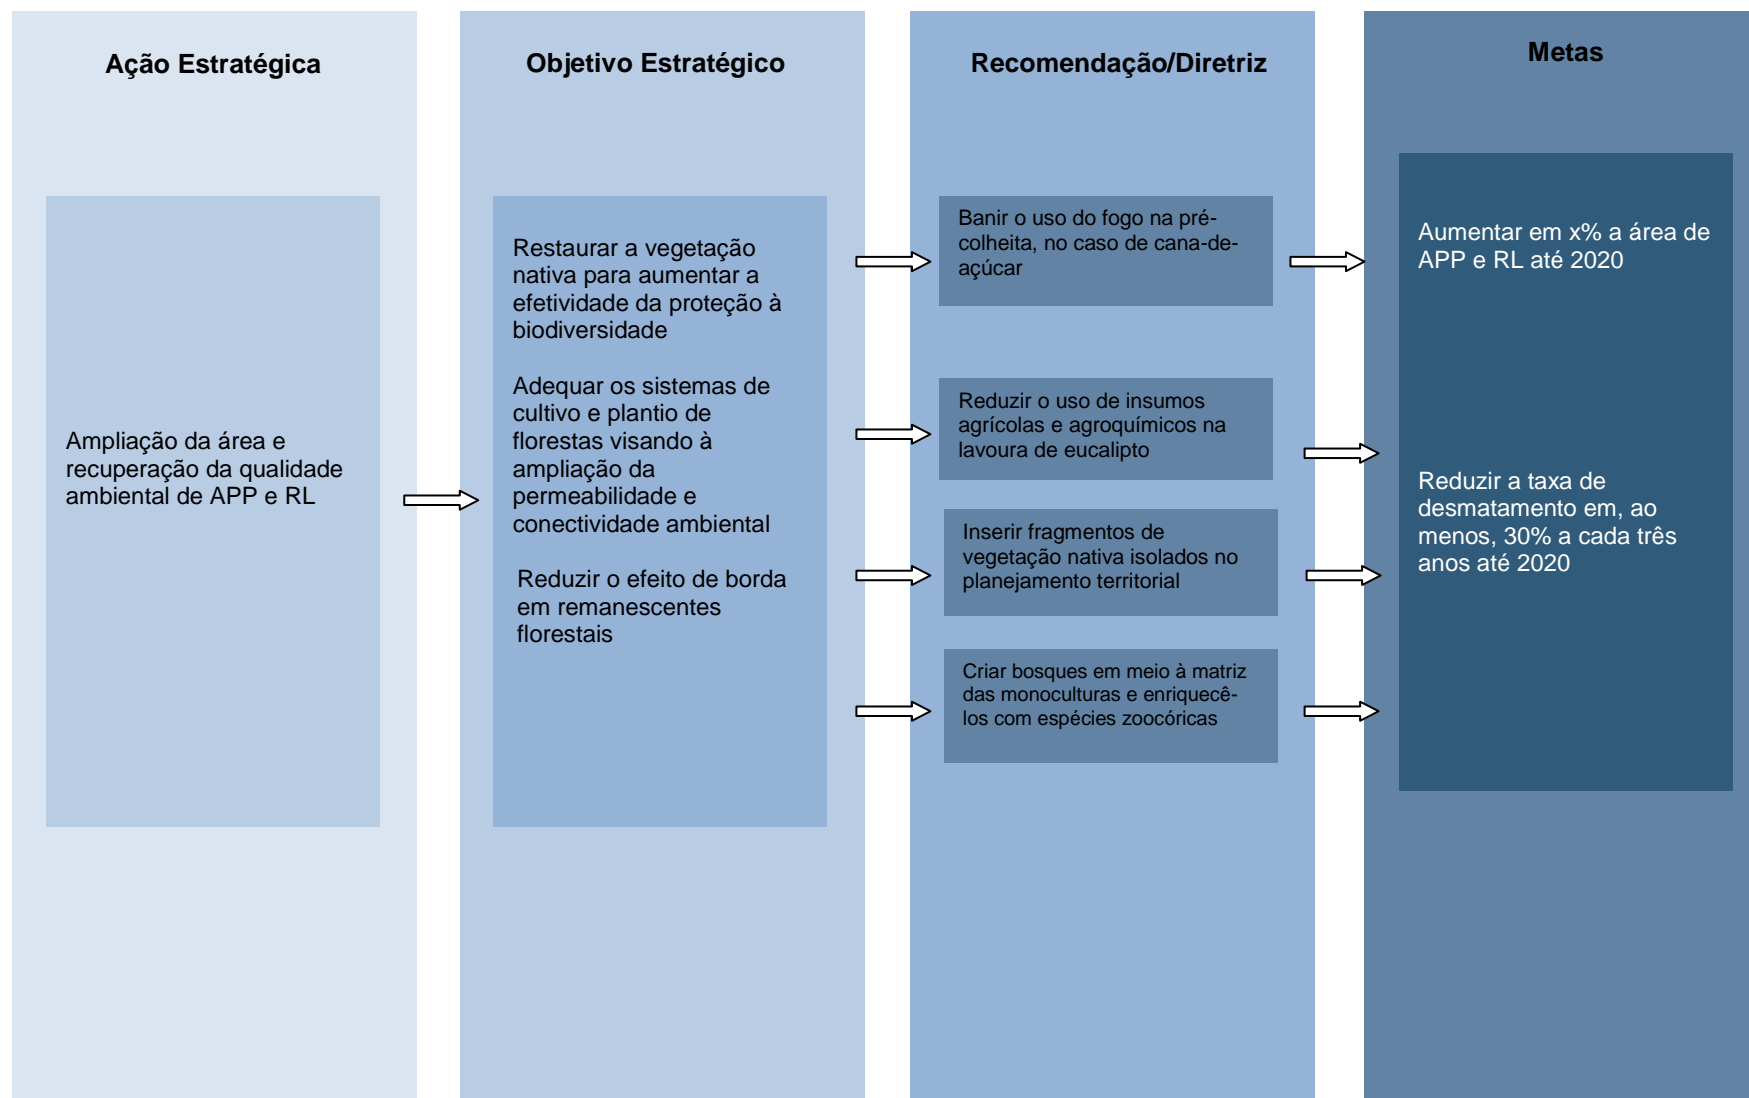 Ação Estratégica
Ampliação da área e
recuperação da qualidade
ambiental de APP e RL
Objetivo Estratégico
Restaurar a vegetação
nativa para aumentar a
efetividade da proteção à
biodiversidade
Adequar os sistemas de
cultivo e plantio de
florestas visando à
ampliação da
permeabilidade e
conectividade ambiental
Reduzir o efeito de borda
em remanescentes
florestais
Recomendação/Diretriz
Banir o uso do fogo na pré-
colheita, no caso de cana-de-
açúcar
Reduzir o uso de insumos
agrícolas e agroquímicos na
lavoura de eucalipto
Inserir fragmentos de
vegetação nativa isolados no
planejamento territorial
Criar bosques em meio à matriz
das monoculturas e enriquecê-
los com espécies zoocóricas
Metas
Aumentar em x% a área de
APP e RL até 2020
Reduzir a taxa de
desmatamento em, ao
menos, 30% a cada três
anos até 2020